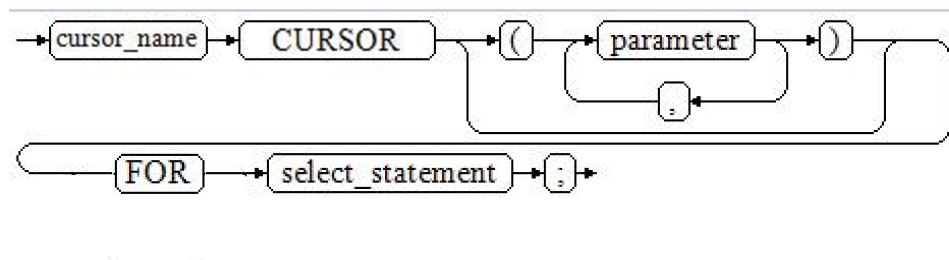 cursor_name CURSOR ( parameter )
,
FOR select_statement ;